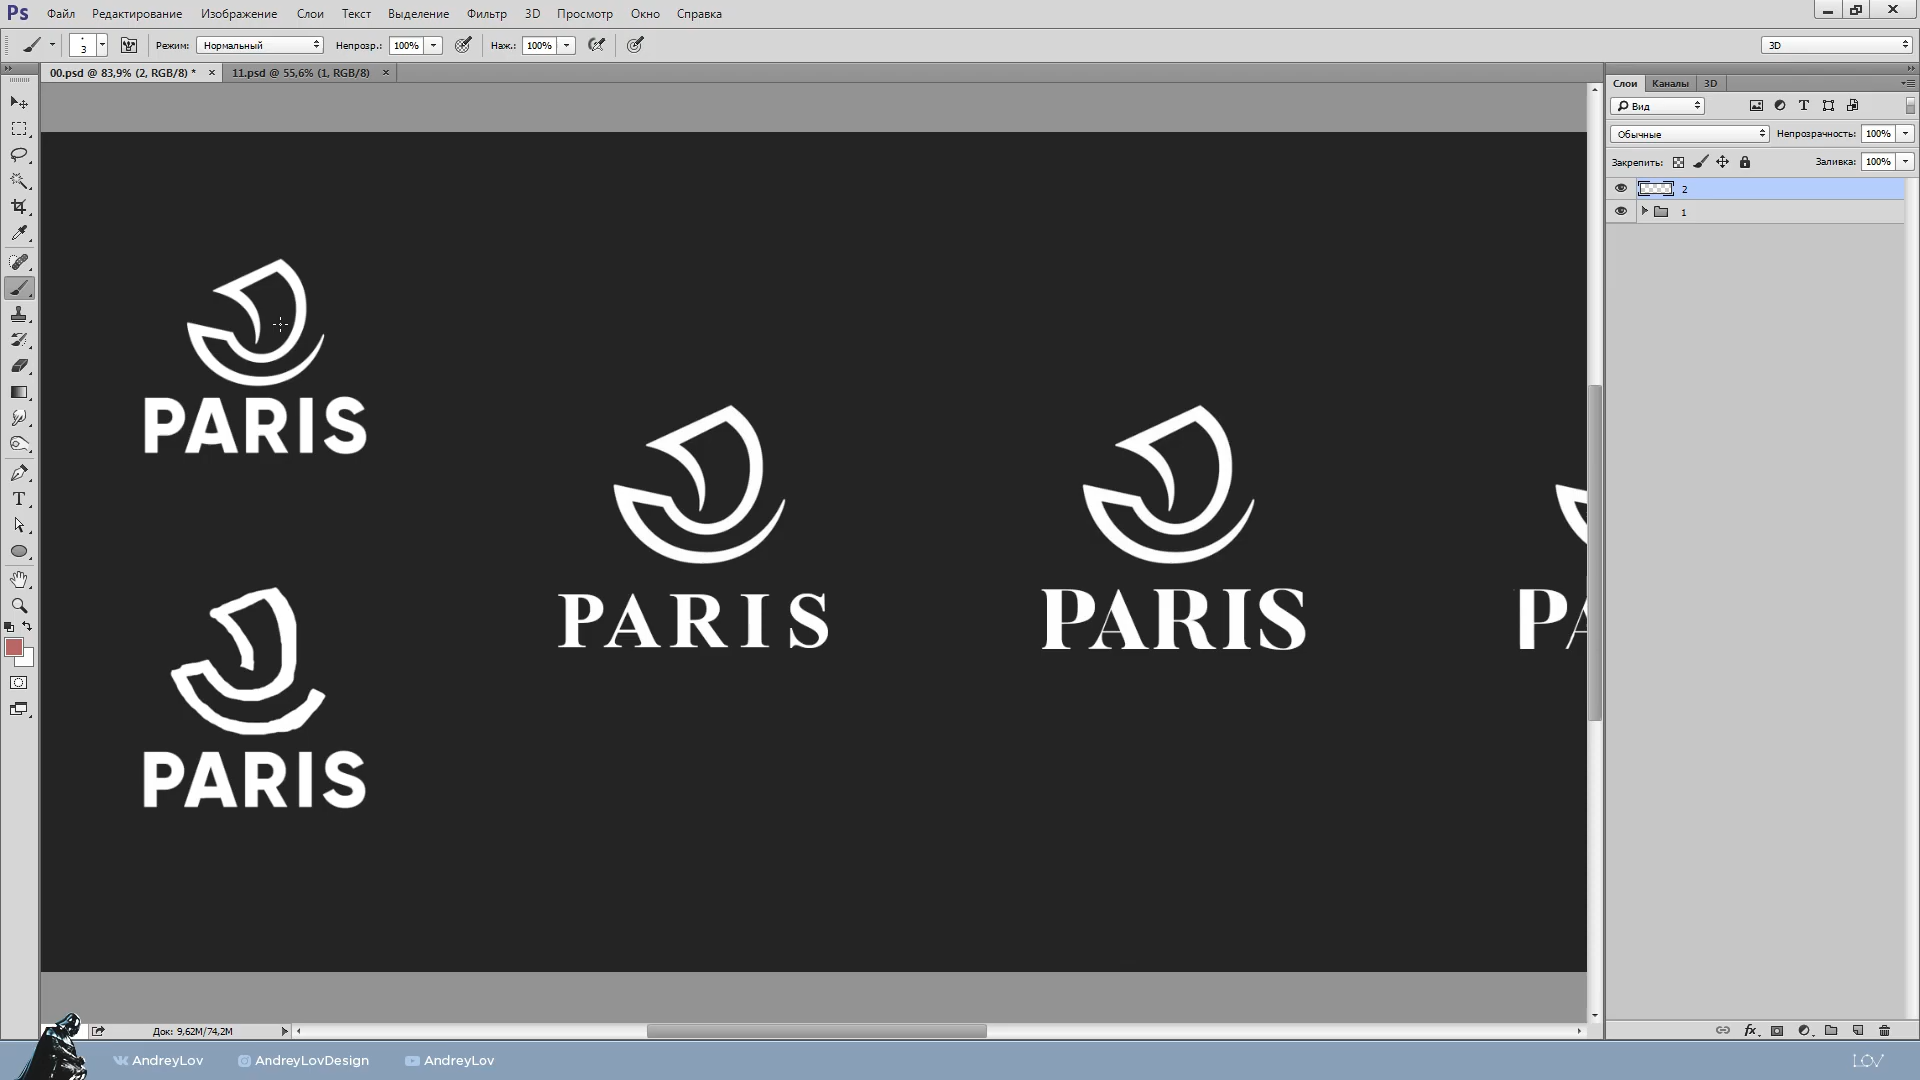 Ps Файл Редактирование Изображение Слои Текст Выделение Фильтр 3D Просмотр Окно Справка
3 Режим: Нормальный Непрозр.: 100% Наж.: 100% 3D
00.psd @ 83,9% (2, RGB/8) * × 11.psd @ 55,6% (1, RGB/8) ×
Слои Каналы 3D
Вид
Обычные Непрозрачность: 100%
Закрепить: Заливка: 100%
2
1
PARIS
PARIS
PARIS
PA
PARIS
Док: 9,62M/74,2M
AndreyLov AndreyLovDesign AndreyLov LOV